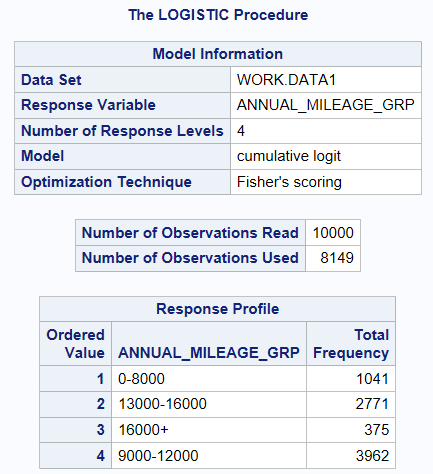 The LOGISTIC Procedure
Model Information
Data Set WORK.DATA1
Response Variable ANNUAL_MILEAGE_GRP
Number of Response Levels 4
Model cumulative logit
Optimization Technique Fisher's scoring
Number of Observations Read 10000
Number of Observations Used 8149
Response Profile
Ordered Value ANNUAL_MILEAGE_GRP Total Frequency
1 0-8000 1041
2 13000-16000 2771
3 16000+ 375
4 9000-12000 3962